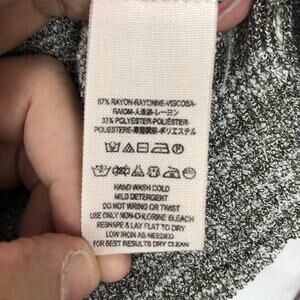 67% RAYON-RAYONNE-VISCOSA-
RAIOM-人造絲-レーヨン
33% POLYESTER-POLIÉSTER-
POLIESTERE-聚酯纖維-ポリエステル
HAND WASH COLD
MILD DETERGENT
DO NOT WRING OR TWIST
USE ONLY NON-CHLORINE BLEACH
RESHAPE & LAY FLAT TO DRY
LOW IRON AS NEEDED
FOR BEST RESULTS DRY CLEAN